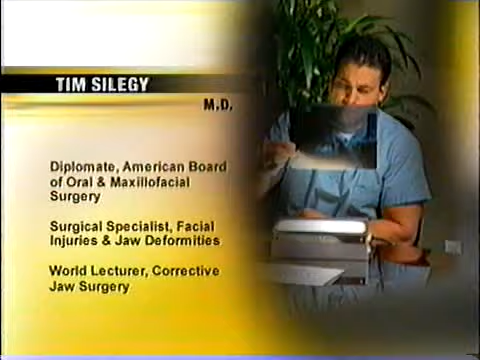 TIM SILEGY
M.D.
Diplomate, American Board
of Oral & Maxillofacial
Surgery
Surgical Specialist, Facial
Injuries & Jaw Deformities
World Lecturer, Corrective
Jaw Surgery